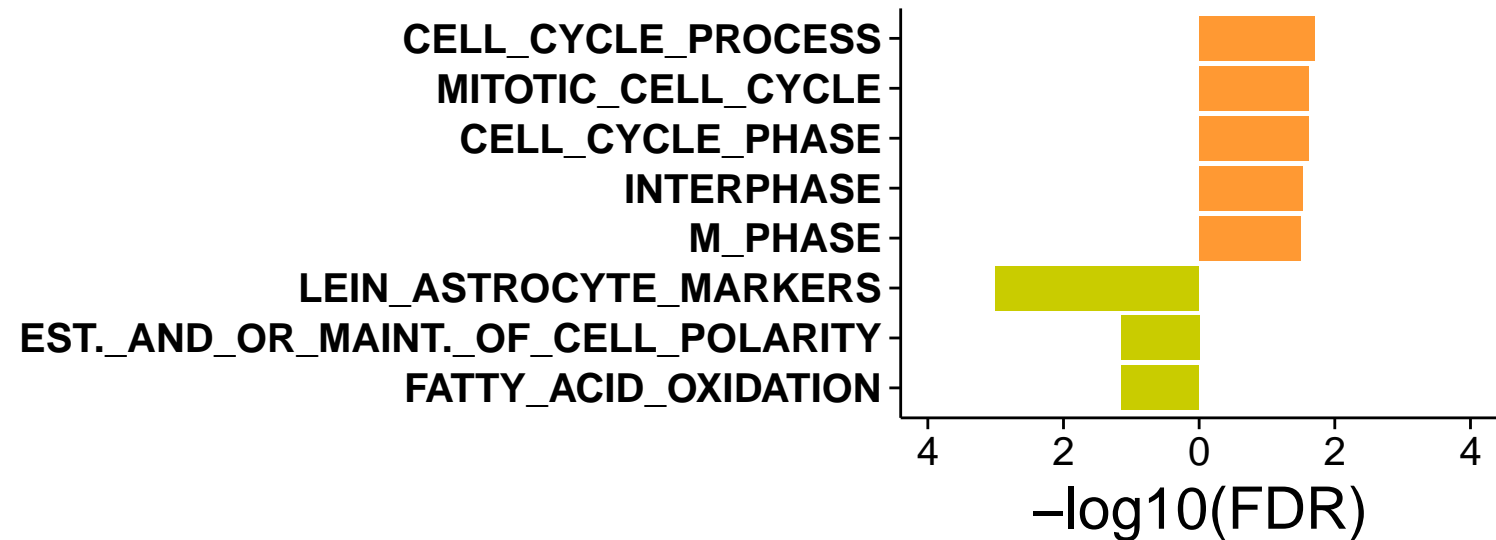 CELL_CYCLE_PROCESS
MITOTIC_CELL_CYCLE
CELL_CYCLE_PHASE
INTERPHASE
M_PHASE
LEIN_ASTROCYTE_MARKERS
EST._AND_OR_MAINT._OF_CELL_POLARITY
FATTY_ACID_OXIDATION
4 2 0 2 4
−log10(FDR)